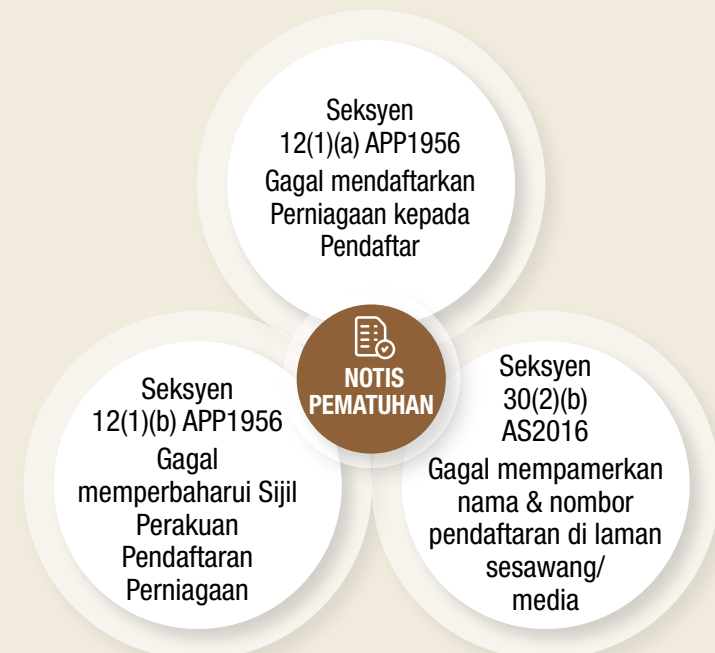 Seksyen
12(1)(a) APP1956
Gagal mendaftarkan
Perniagaan kepada
Pendaftar
NOTIS
PEMATUHAN
Seksyen
12(1)(b) APP1956
Gagal
memperbaharui Sijil
Perakuan
Pendaftaran
Perniagaan
Seksyen
30(2)(b)
AS2016
Gagal mempamerkan
nama & nombor
pendaftaran di laman
sesawang/
media